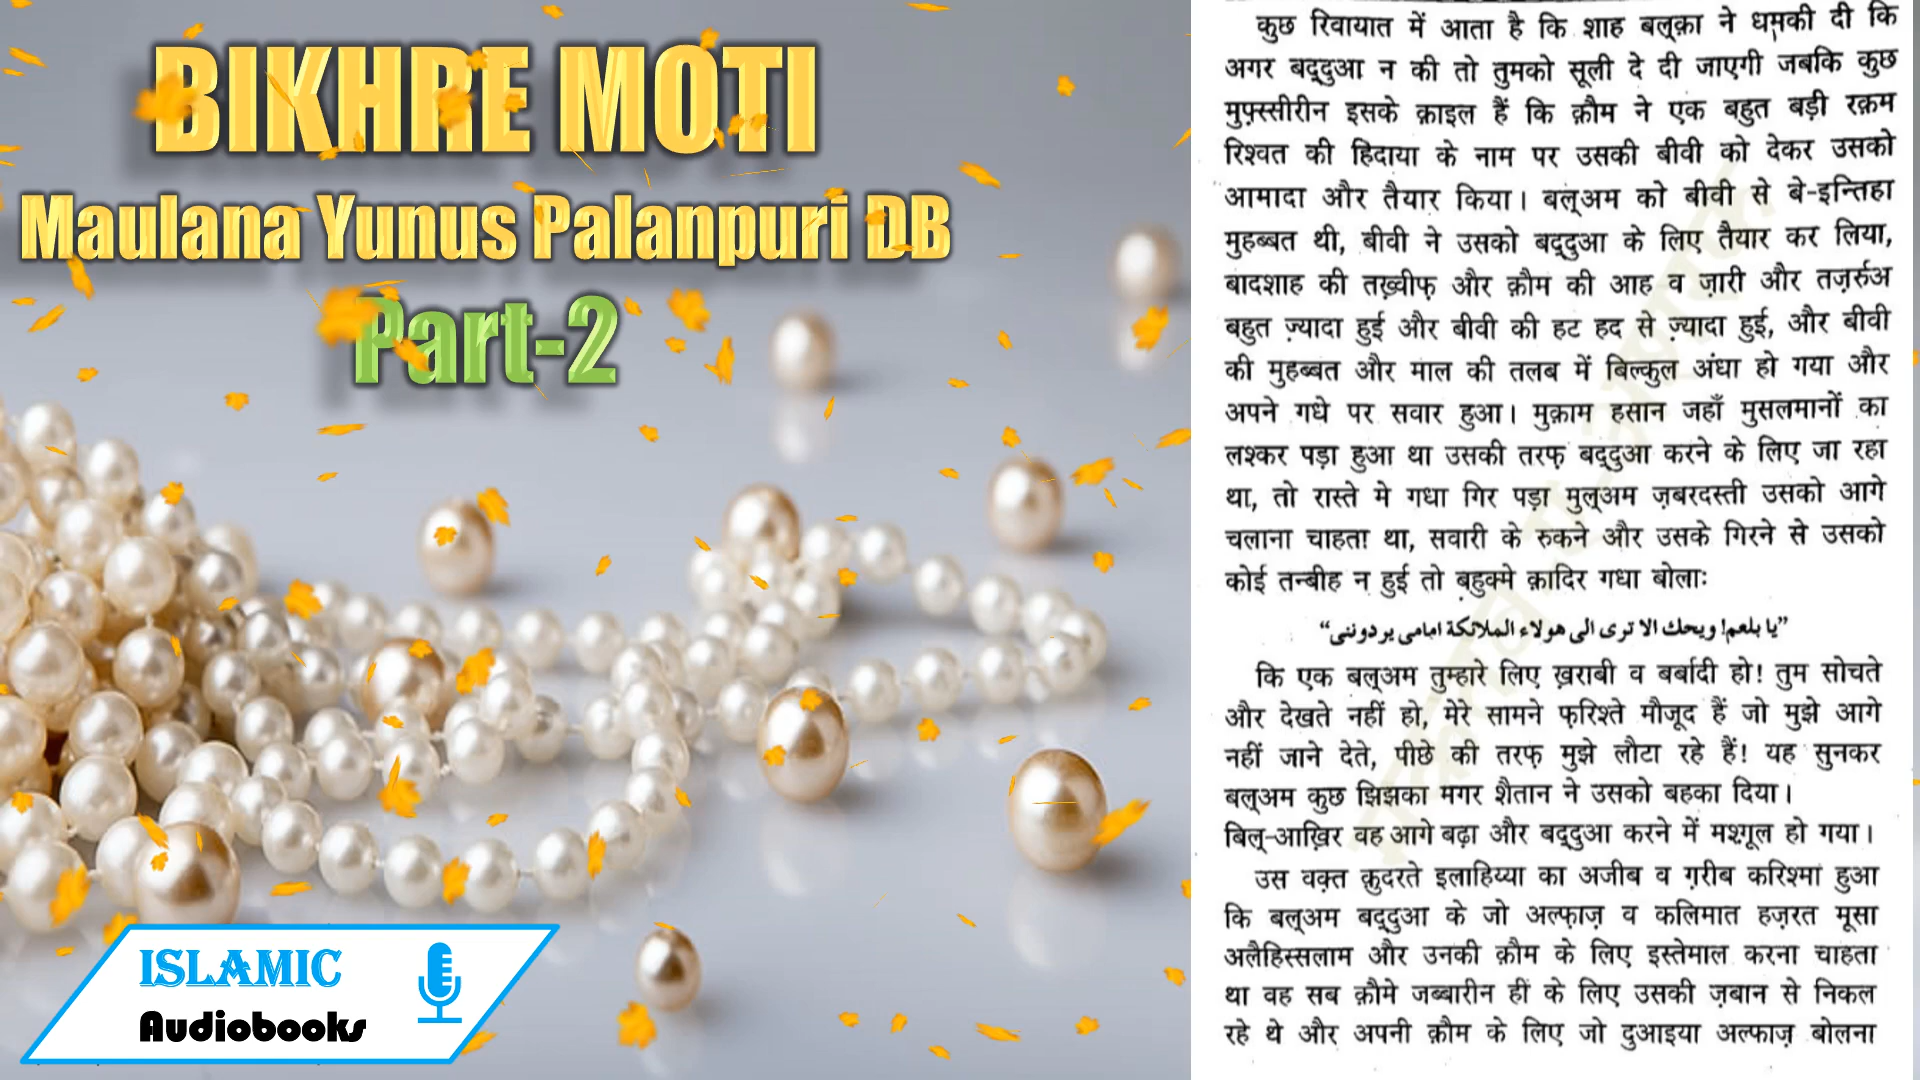 BIKHRE MOTI
Maulana Yunus Palanpuri DB
Part-2
ISLAMIC
Audiobooks
कुछ रिवायात में आता है कि शाह बल्क़ा ने धमकी दी कि
अगर बद्दुआ न की तो तुमको सूली दे दी जाएगी जबकि कुछ
मुफ़स्सीरीन इसके क़ाइल हैं कि क़ौम ने एक बहुत बड़ी रक़म
रिश्वत की हिदाया के नाम पर उसकी बीवी को देकर उसको
आमादा और तैयार किया। बल्अम को बीवी से बे-इन्तिहा
मुहब्बत थी, बीवी ने उसको बद्दुआ के लिए तैयार कर लिया,
बादशाह की तख़्वीफ़ और क़ौम की आह व ज़ारी और तज़र्रुअ
बहुत ज़्यादा हुई और बीवी की हट हद से ज़्यादा हुई, और बीवी
की मुहब्बत और माल की तलब में बिल्कुल अंधा हो गया और
अपने गधे पर सवार हुआ। मुक़ाम हसान जहाँ मुसलमानों का
लश्कर पड़ा हुआ था उसकी तरफ़ बद्दुआ करने के लिए जा रहा
था, तो रास्ते मे गधा गिर पड़ा मुल्अम ज़बरदस्ती उसको आगे
चलाना चाहता था, सवारी के रुकने और उसके गिरने से उसको
कोई तन्बीह न हुई तो बहुक्मे क़ादिर गधा बोलाः
“يا بلعم! ويحك الا ترى الى هولاء الملائكة امامى يردوننى”
कि एक बल्अम तुम्हारे लिए ख़राबी व बर्बादी हो! तुम सोचते
और देखते नहीं हो, मेरे सामने फ़रिश्ते मौजूद हैं जो मुझे आगे
नहीं जाने देते, पीछे की तरफ़ मुझे लौटा रहे हैं! यह सुनकर
बल्अम कुछ झिझका मगर शैतान ने उसको बहका दिया।
बिल्-आख़िर वह आगे बढ़ा और बद्दुआ करने में मश्ग़ूल हो गया।
उस वक़्त क़ुदरते इलाहिय्या का अजीब व ग़रीब करिश्मा हुआ
कि बल्अम बद्दुआ के जो अल्फ़ाज़ व कलिमात हज़रत मूसा
अलैहिस्सलाम और उनकी क़ौम के लिए इस्तेमाल करना चाहता
था वह सब क़ौमे जब्बारीन हीं के लिए उसकी ज़बान से निकल
रहे थे और अपनी क़ौम के लिए जो दुआइया अल्फाज़ बोलना